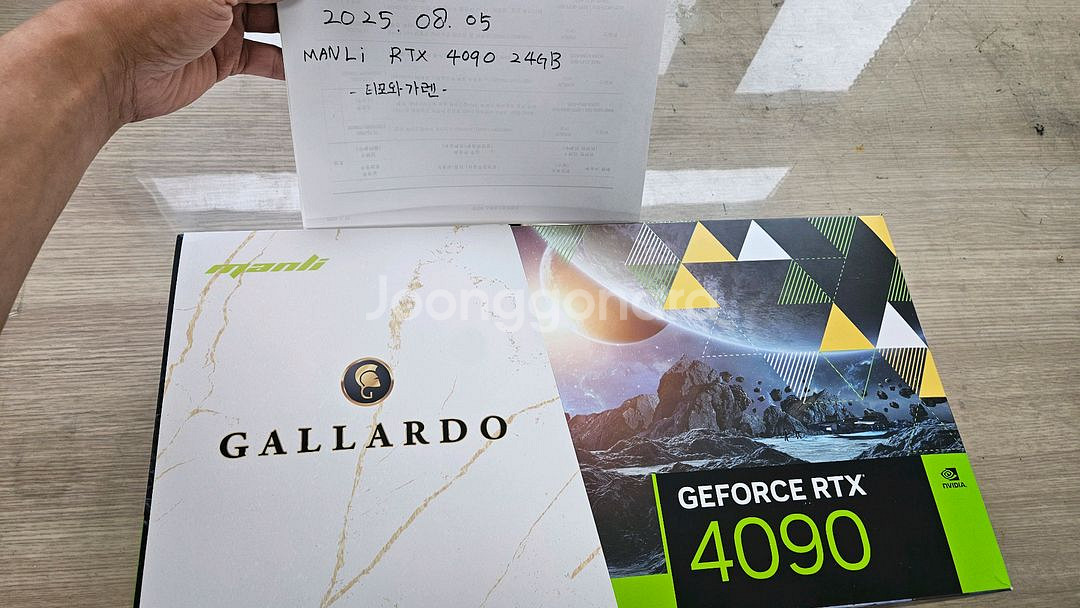 2025. 08. 05
MANLi RTX 4090 24GB
- 티모와가렌 -
manli
Joonggonara
GALLARDO
GEFORCE RTX
4090
NVIDIA